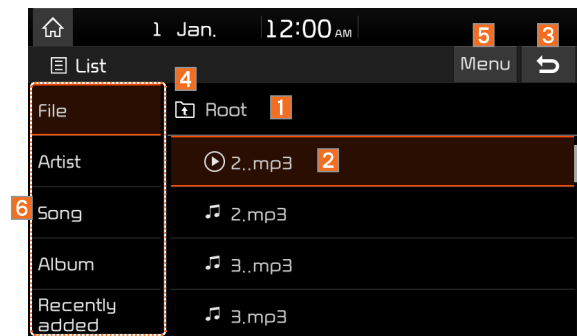 1 Jan. 12:00 AM
5 3
List Menu
4
File Root 1
Artist 2..mp3 2
6 Song 2.mp3
Album 3..mp3
Recently
added 3.mp3